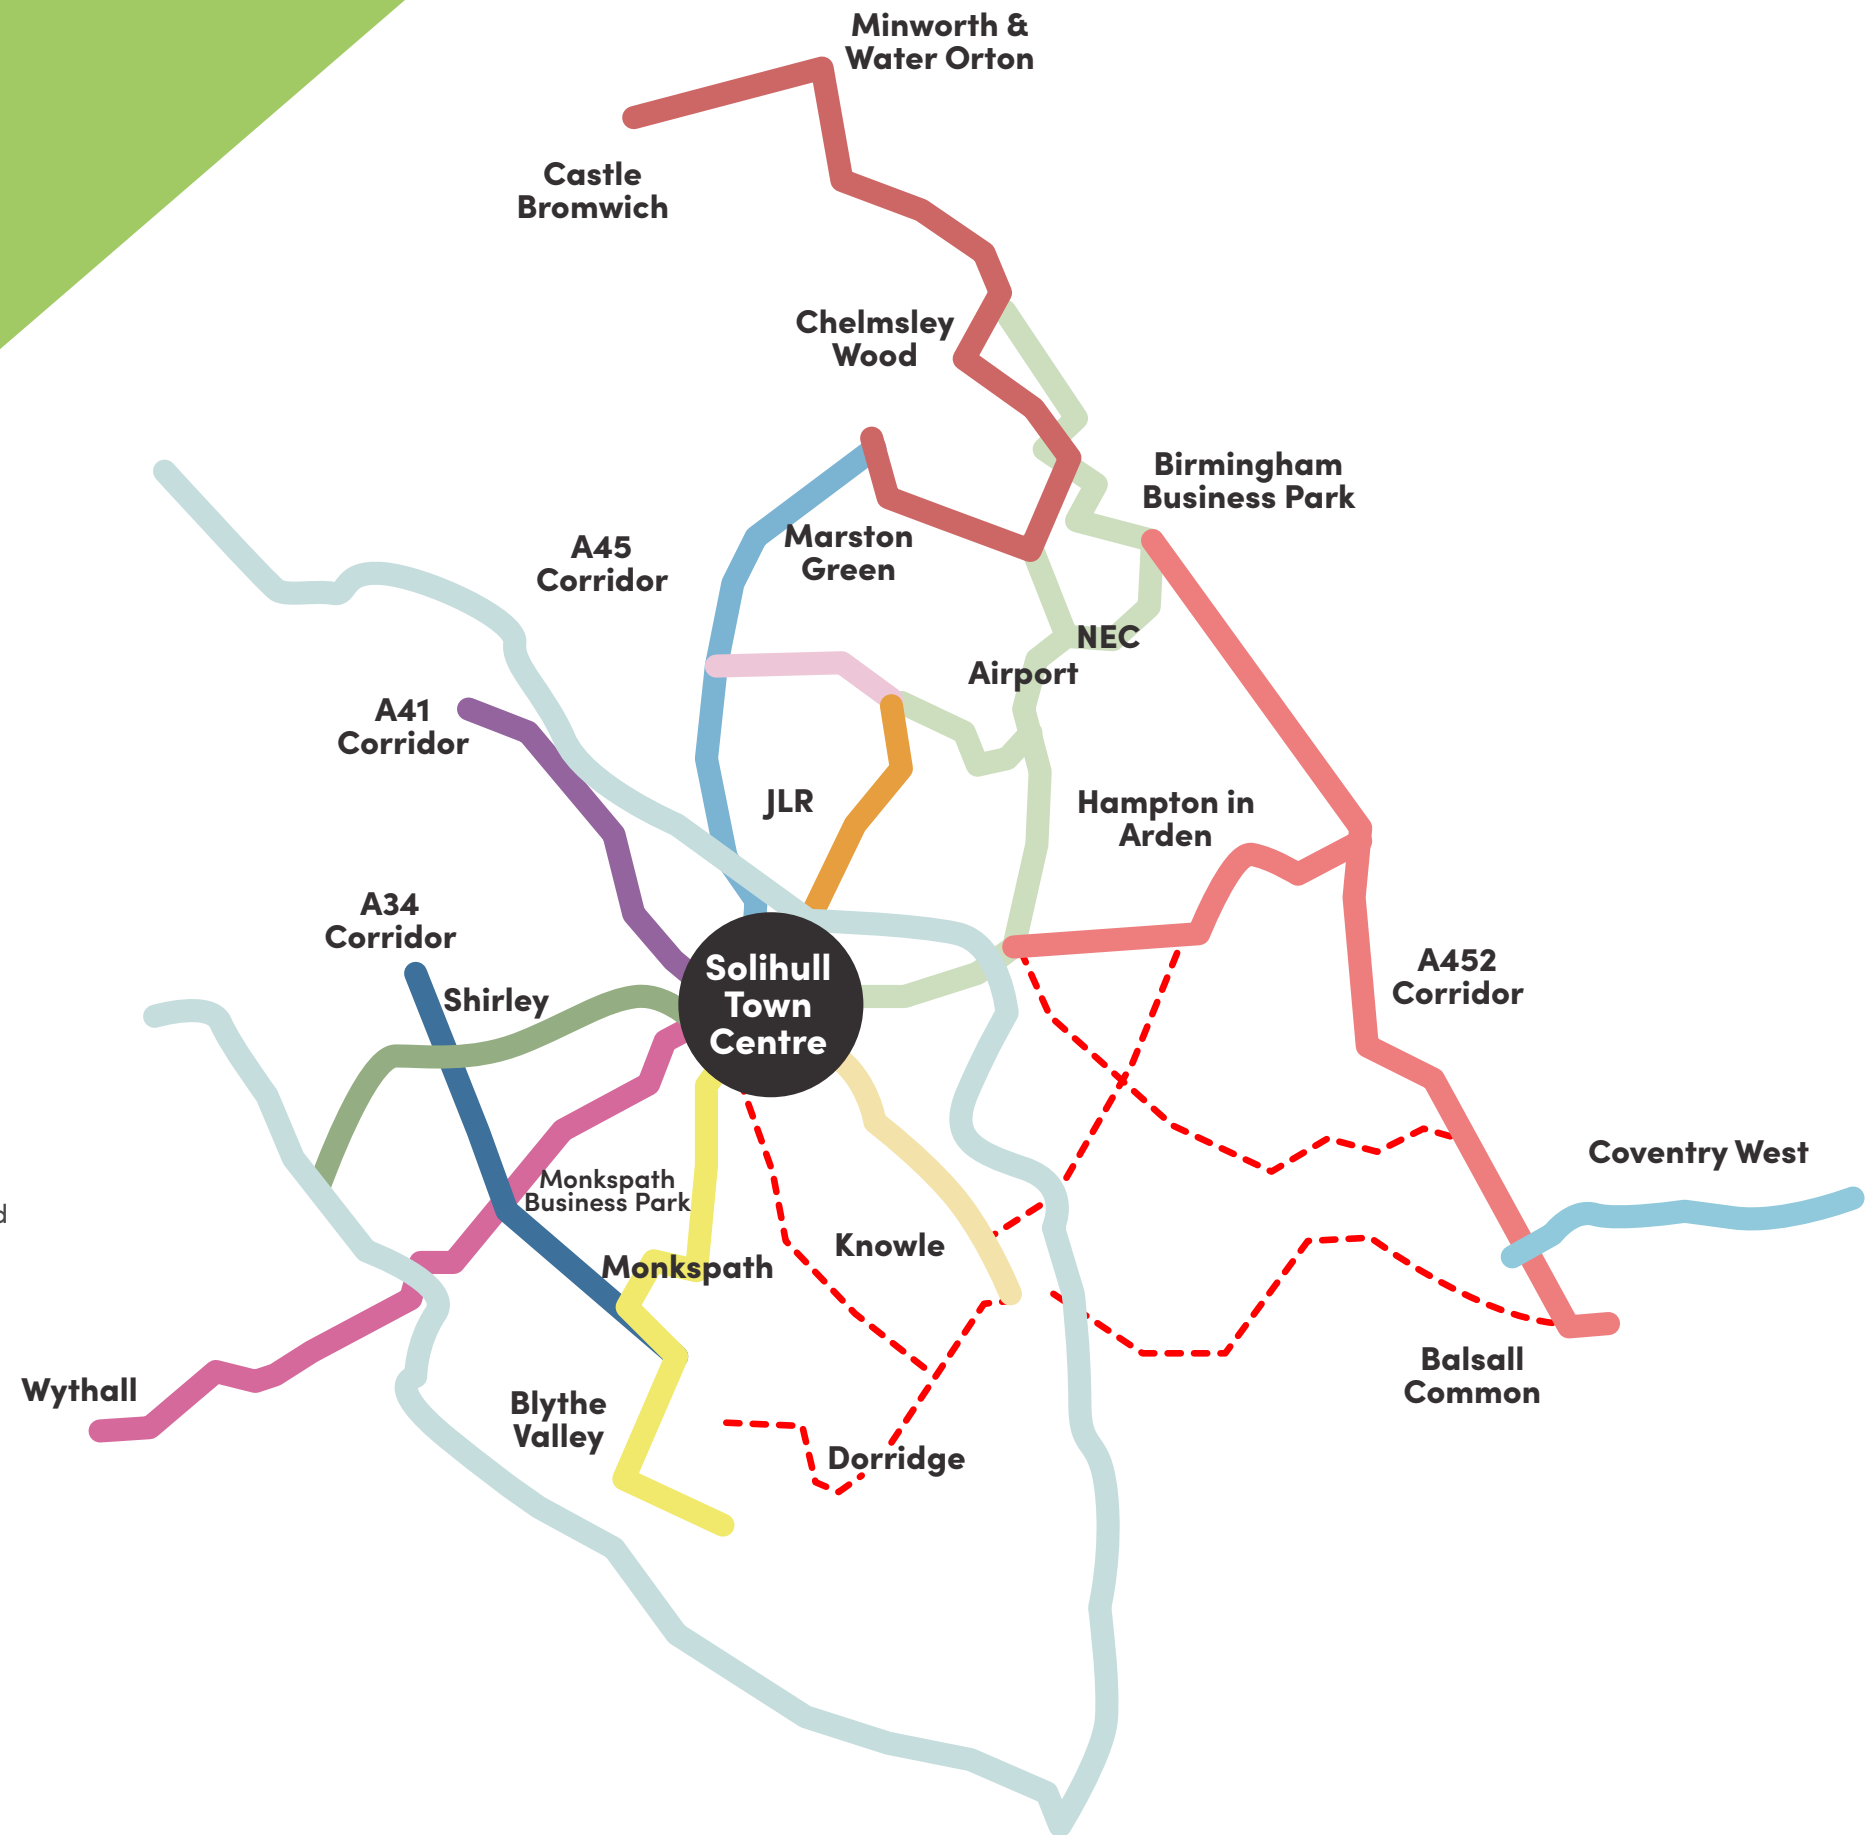 Minworth &
Water Orton
Castle
Bromwich
Chelmsley
Wood
Birmingham
Business Park
A45
Corridor
Marston
Green
NEC
Airport
A41
Corridor
JLR
Hampton in
Arden
A34
Corridor
Shirley
Solihull
Town
Centre
A452
Corridor
Coventry West
Monkspath
Business Park
d
Knowle
Monkspath
Balsall
Common
Wythall
Blythe
Valley
Dorridge